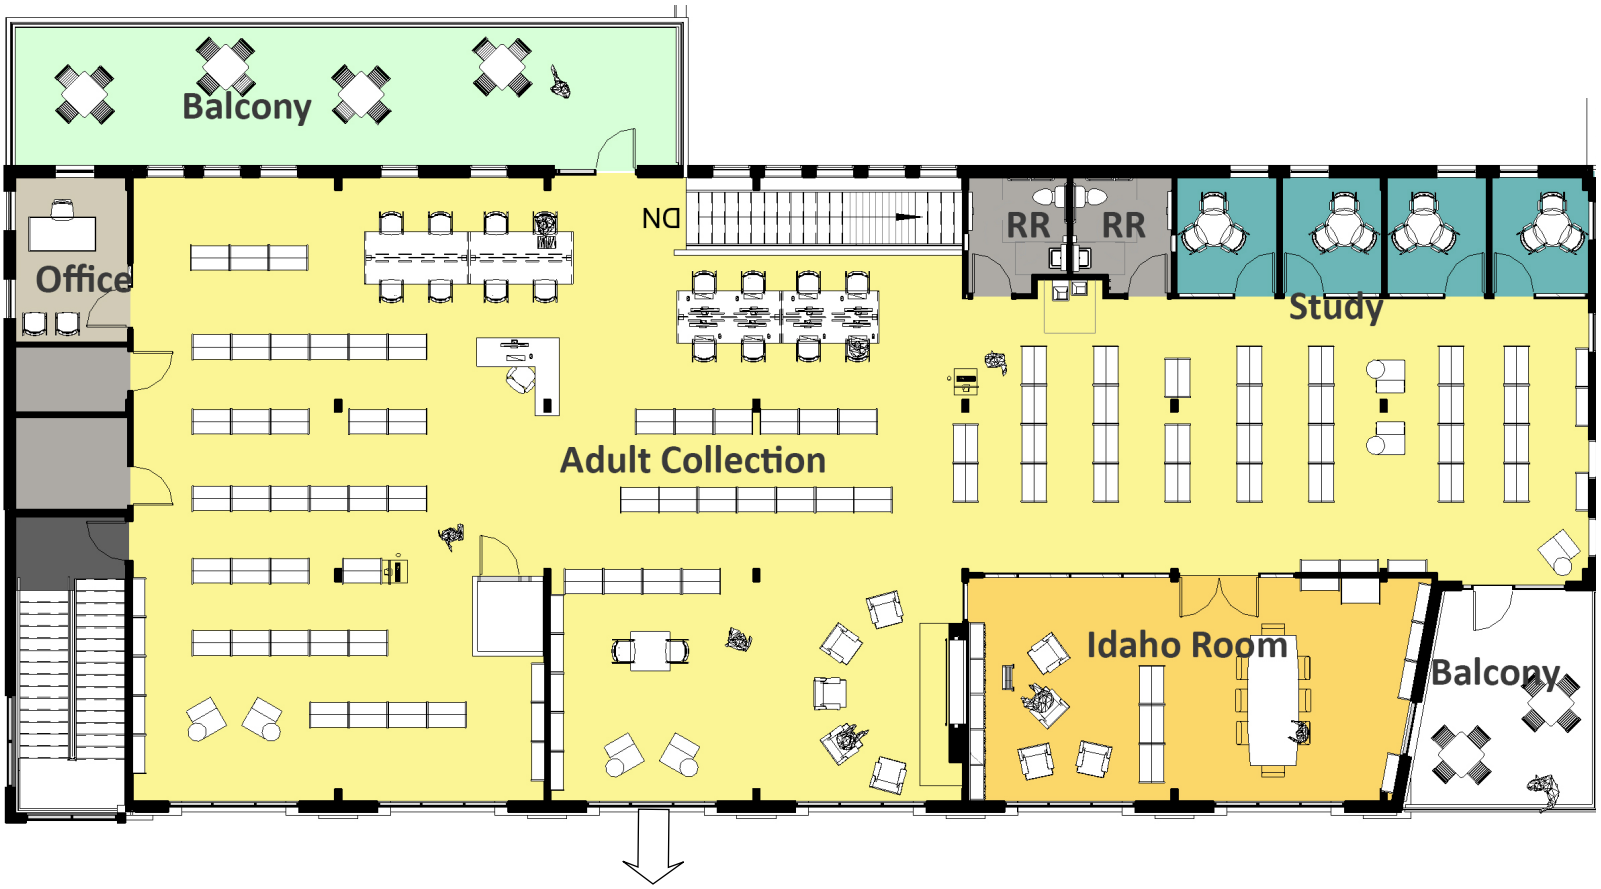 Balcony
DN
RR
RR
Office
Study
Adult Collection
Idaho Room
Balcony